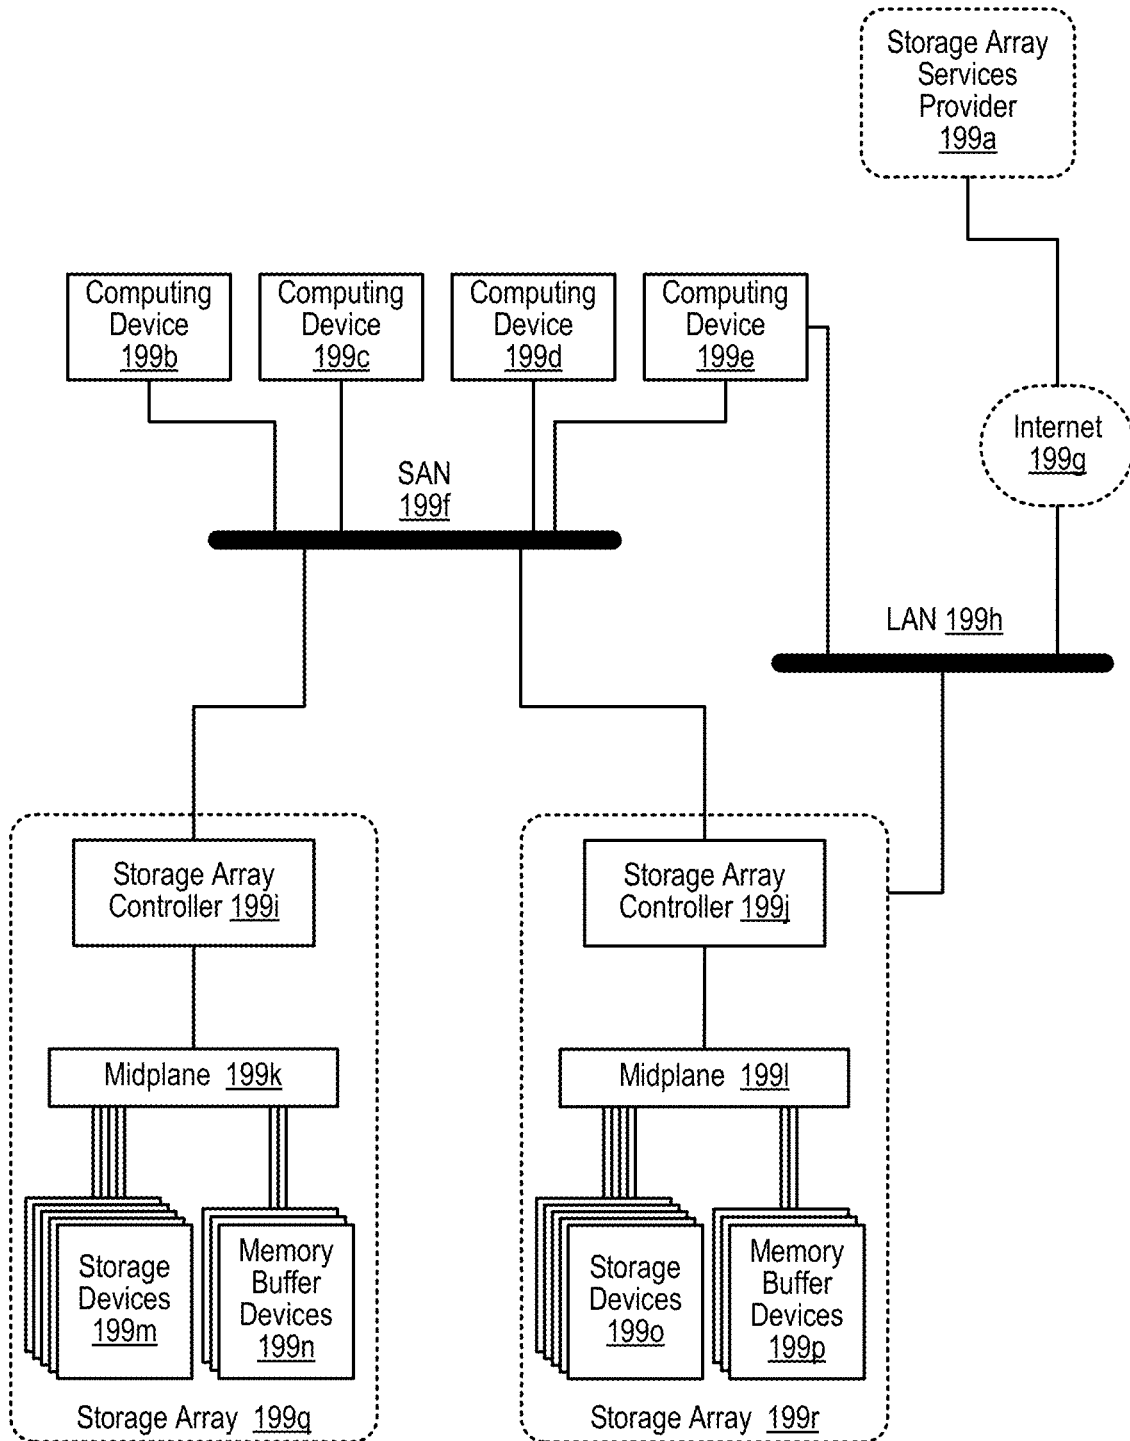 Storage Array
Services
Provider
199a
Computing
Device
199b
Computing
Device
199c
Computing
Device
199d
Computing
Device
199e
Internet
199g
SAN
199f
LAN 199h
Storage Array
Controller 199i
Storage Array
Controller 199j
Midplane 199k
Midplane 199l
Storage
Devices
199m
Memory
Buffer
Devices
199n
Storage
Devices
199o
Memory
Buffer
Devices
199p
Storage Array 199q
Storage Array 199r